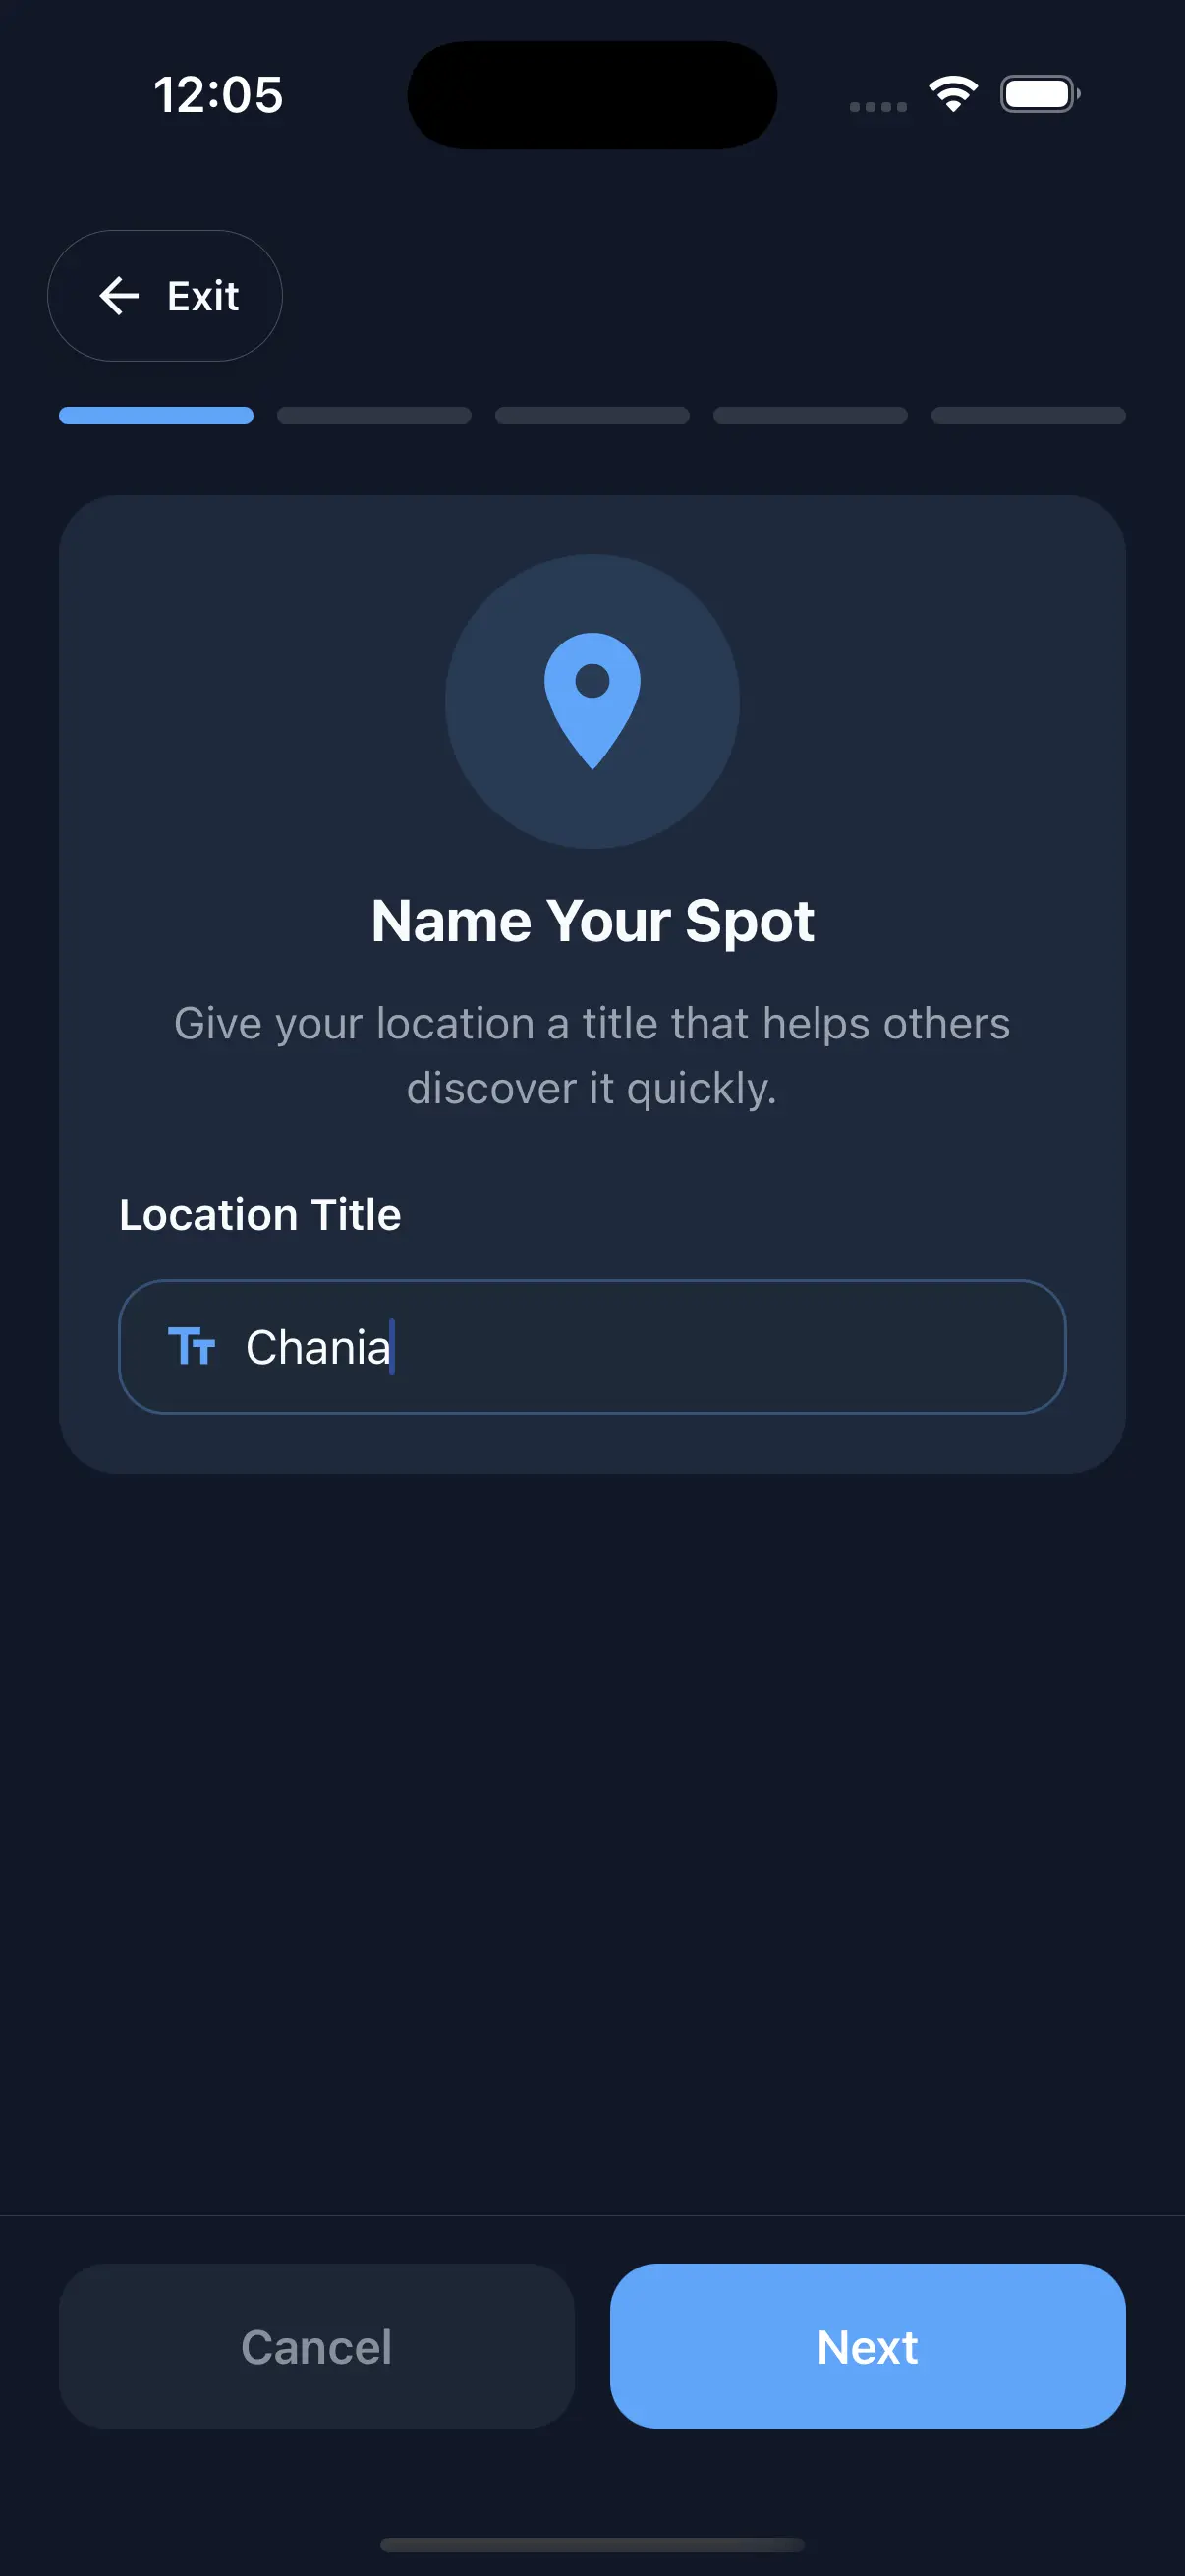 12:05
Exit
Name Your Spot
Give your location a title that helps others
discover it quickly.
Location Title
Chania
Cancel
Next